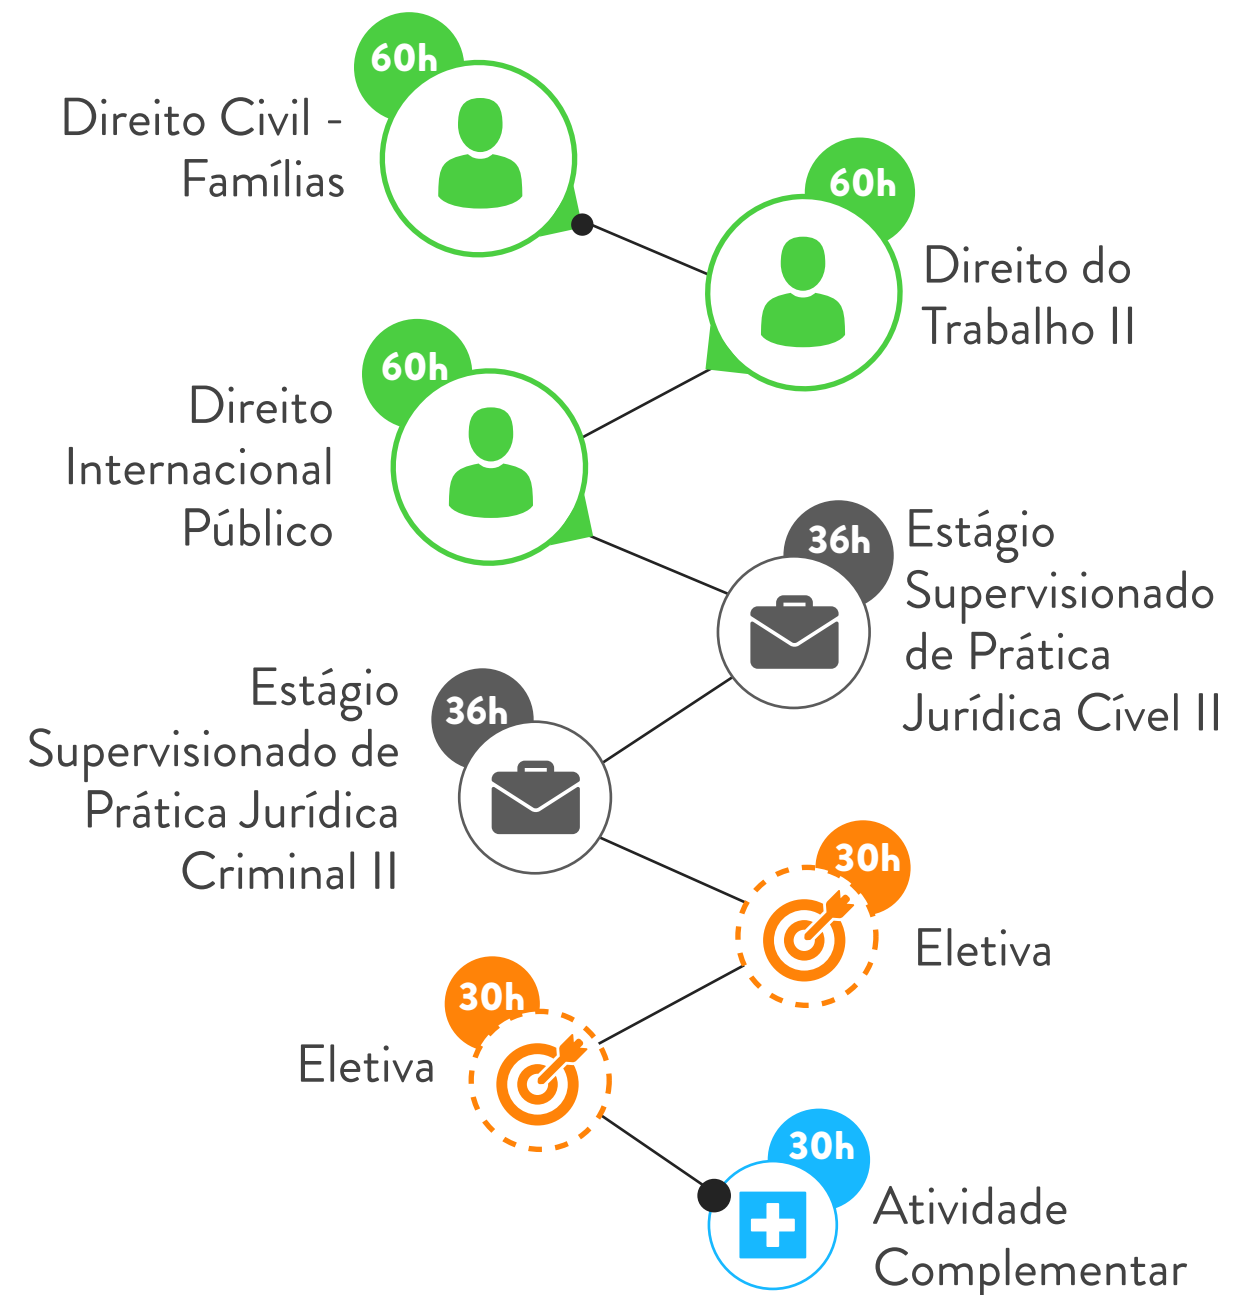 60h
Direito Civil -
Famílias
60h
Direito do
Trabalho II
60h
Direito
Internacional
Público
36h
Estágio
Supervisionado
de Prática
Jurídica Cível II
36h
Estágio
Supervisionado de
Prática Jurídica
Criminal II
30h
Eletiva
30h
Eletiva
30h
Atividade
Complementar